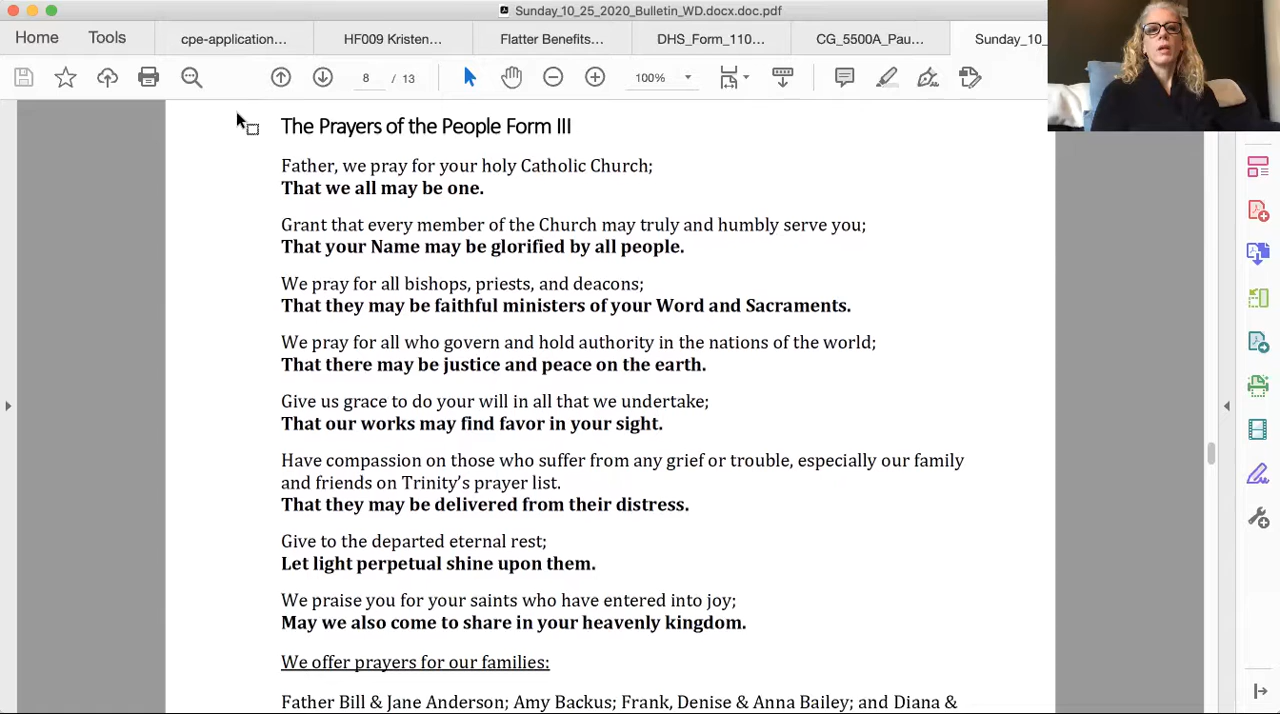 Sunday_10_25_2020_Bulletin_WD.docx.doc.pdf
Home Tools cpe-application... HF009 Kristen... Flatter Benefits... DHS_Form_110... CG_5500A_Pau... Sunday_10_
8 / 13 100%
The Prayers of the People Form III
Father, we pray for your holy Catholic Church;
That we all may be one.
Grant that every member of the Church may truly and humbly serve you;
That your Name may be glorified by all people.
We pray for all bishops, priests, and deacons;
That they may be faithful ministers of your Word and Sacraments.
We pray for all who govern and hold authority in the nations of the world;
That there may be justice and peace on the earth.
Give us grace to do your will in all that we undertake;
That our works may find favor in your sight.
Have compassion on those who suffer from any grief or trouble, especially our family
and friends on Trinity's prayer list.
That they may be delivered from their distress.
Give to the departed eternal rest;
Let light perpetual shine upon them.
We praise you for your saints who have entered into joy;
May we also come to share in your heavenly kingdom.
We offer prayers for our families:
Father Bill & Jane Anderson; Amy Backus; Frank, Denise & Anna Bailey; and Diana &